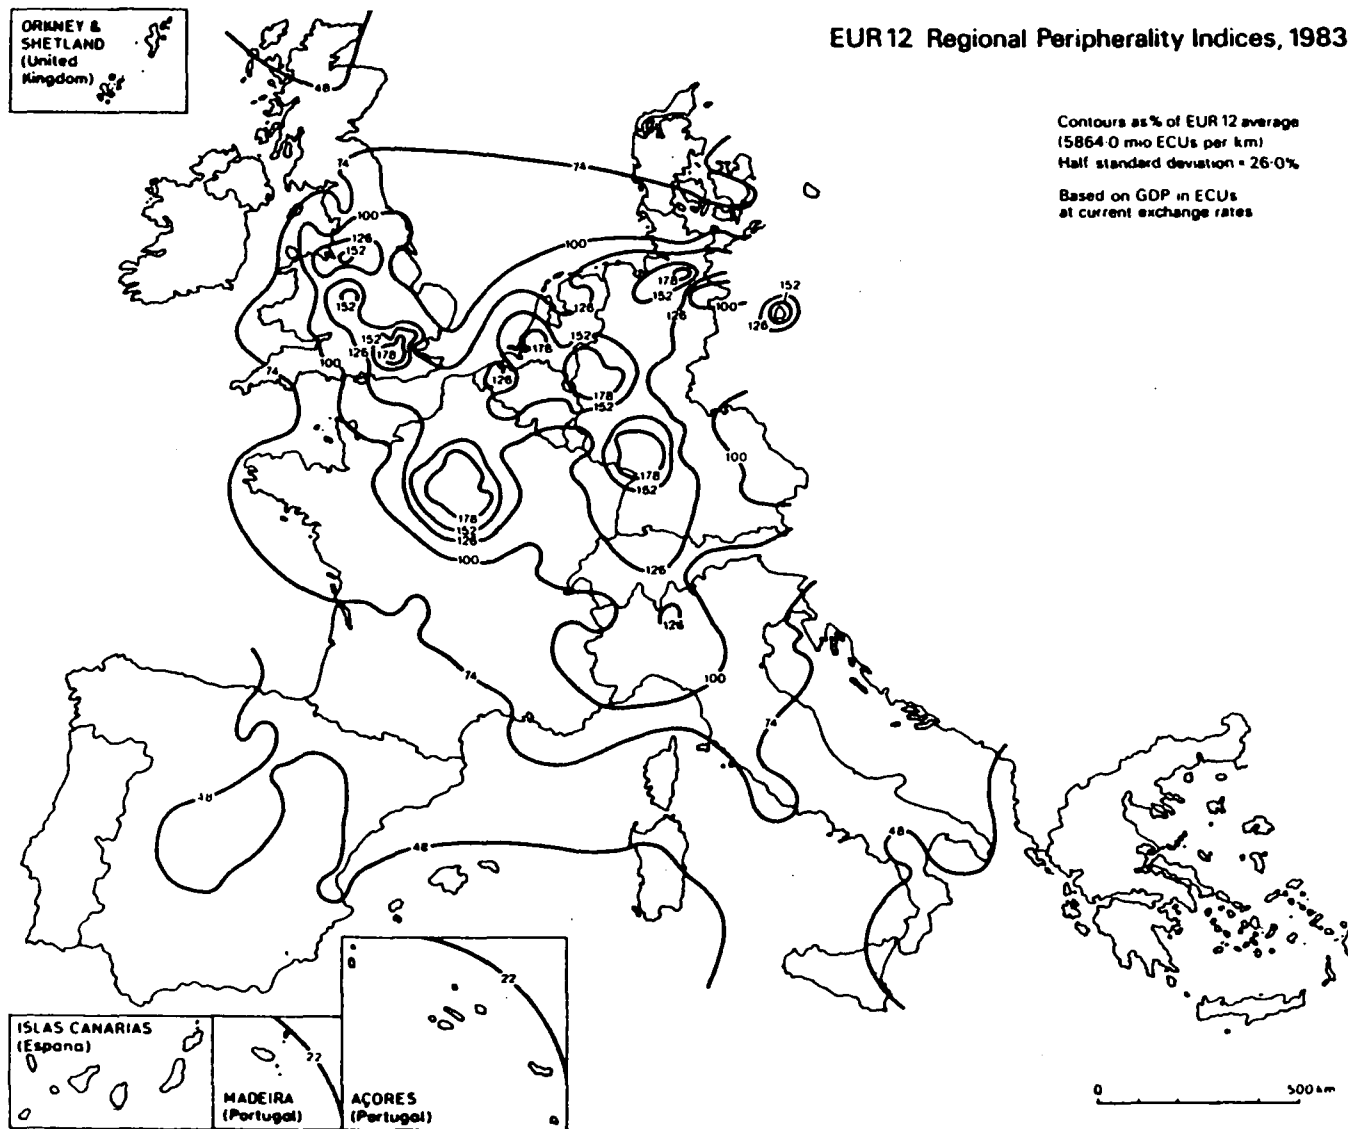 ORKNEY &
SHETLAND
(United
Kingdom)
EUR 12 Regional Peripherality Indices, 1983
Contours as % of EUR 12 average
(5864·0 mio ECUs per km)
Half standard deviation = 26·0%
Based on GDP in ECUs
at current exchange rates
48
74
74
100
126
152
100
152
178
152
126
100
152
126
152
126
178
100
74
126
178
152
126
178
152
100
178
152
178
152
126
100
126
126
100
74
74
48
48
48
22
22
ISLAS CANARIAS
(Espana)
MADEIRA
(Portugal)
AÇORES
(Portugal)
0 500 km